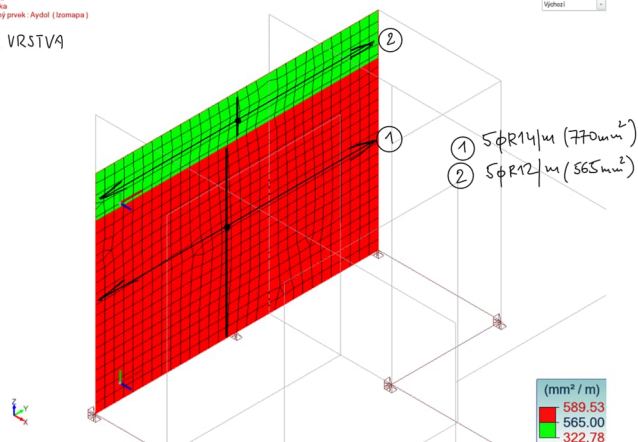 ka
ný prvek : Aydol ( Izomapa )
Výchozí
VRSTVA
2
1
1 5ϕR14/m (770mm²)
2 5ϕR12/m (565mm²)
Z
Y
X
(mm² / m)
589.53
565.00
322.78